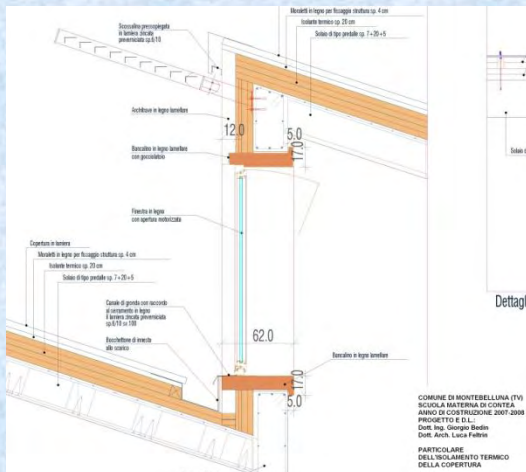 Moraletti in legno per fissaggio struttura sp. 4 cm
Isolante termico sp. 20 cm
Solaio di tipo predalle sp. 7+20+5
Scossalina pressopiegata
in lamiera zincata
preverniciata sp.6/10
Architrave in legno lamellare
12.0
5.0
17.0
Bancalino in legno lamellare
con gocciolatoio
Finestra in legno
con apertura motorizzata
Copertura in lamiera
Moraletti in legno per fissaggio struttura sp. 4 cm
Isolante termico sp. 20 cm
Solaio di tipo predalle sp. 7+20+5
Canale di gronda con raccordo
al serramento in legno
lamiera zincata preverniciata
sp.6/10 sv 100
Bocchettone di innesto
allo scarico
62.0
Bancalino in legno lamellare
17.0
5.0
Solaio d
Dettagl
COMUNE DI MONTEBELLUNA (TV)
SCUOLA MATERNA DI CONTEA
ANNO DI COSTRUZIONE 2007-2008
PROGETTO E D.L.:
Dott. Ing. Giorgio Bedin
Dott. Arch. Luca Feltrin
PARTICOLARE
DELL'ISOLAMENTO TERMICO
DELLA COPERTURA